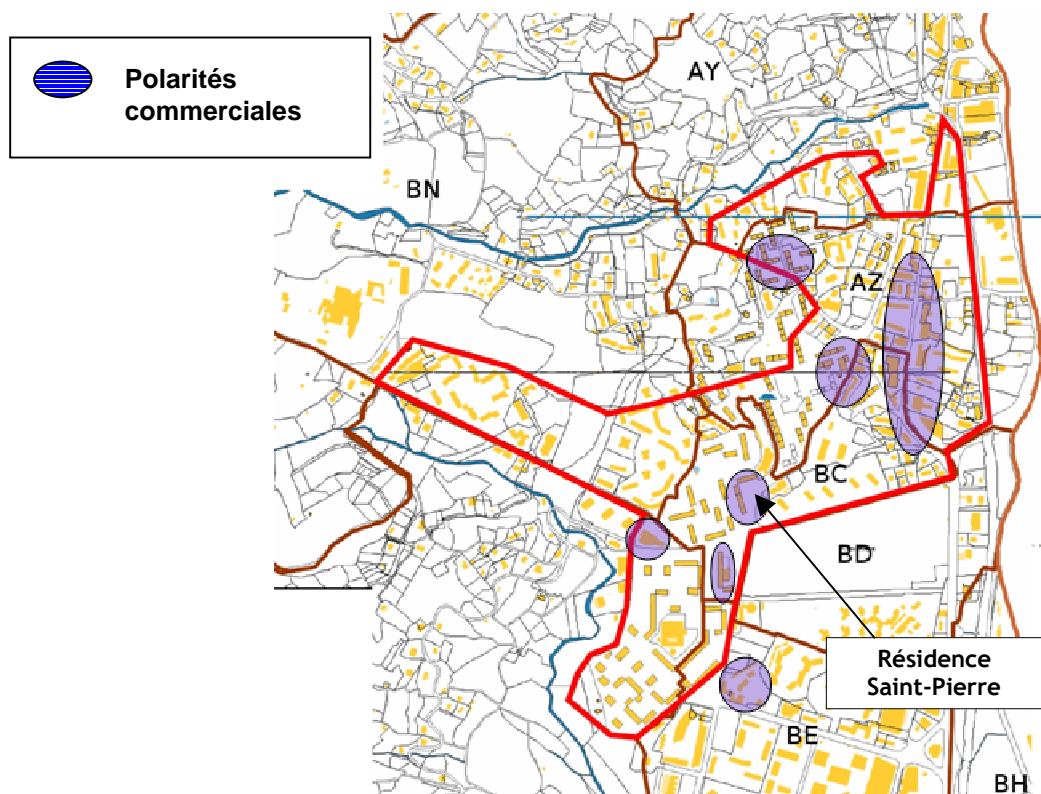 Polarités
commerciales
AY
BN
AZ
BC
BD
Résidence
Saint-Pierre
BE
BH